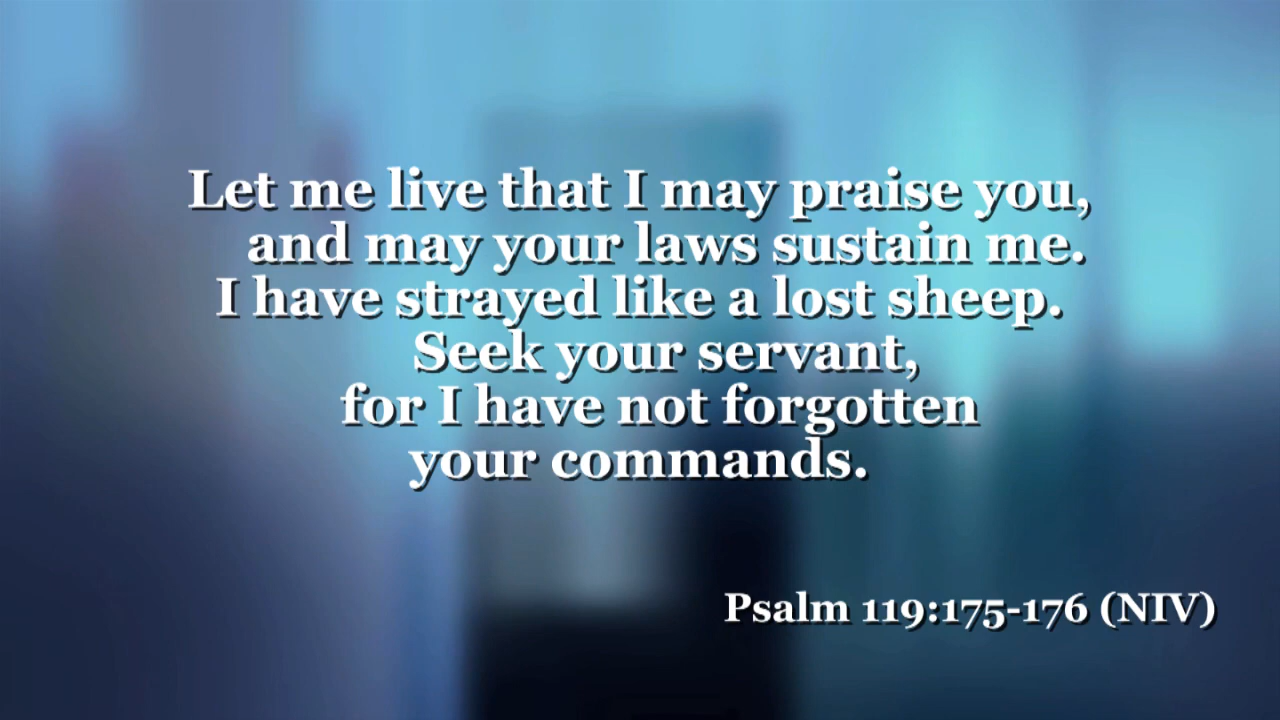 Let me live that I may praise you,
and may your laws sustain me.
I have strayed like a lost sheep.
Seek your servant,
for I have not forgotten
your commands.
Psalm 119:175-176 (NIV)